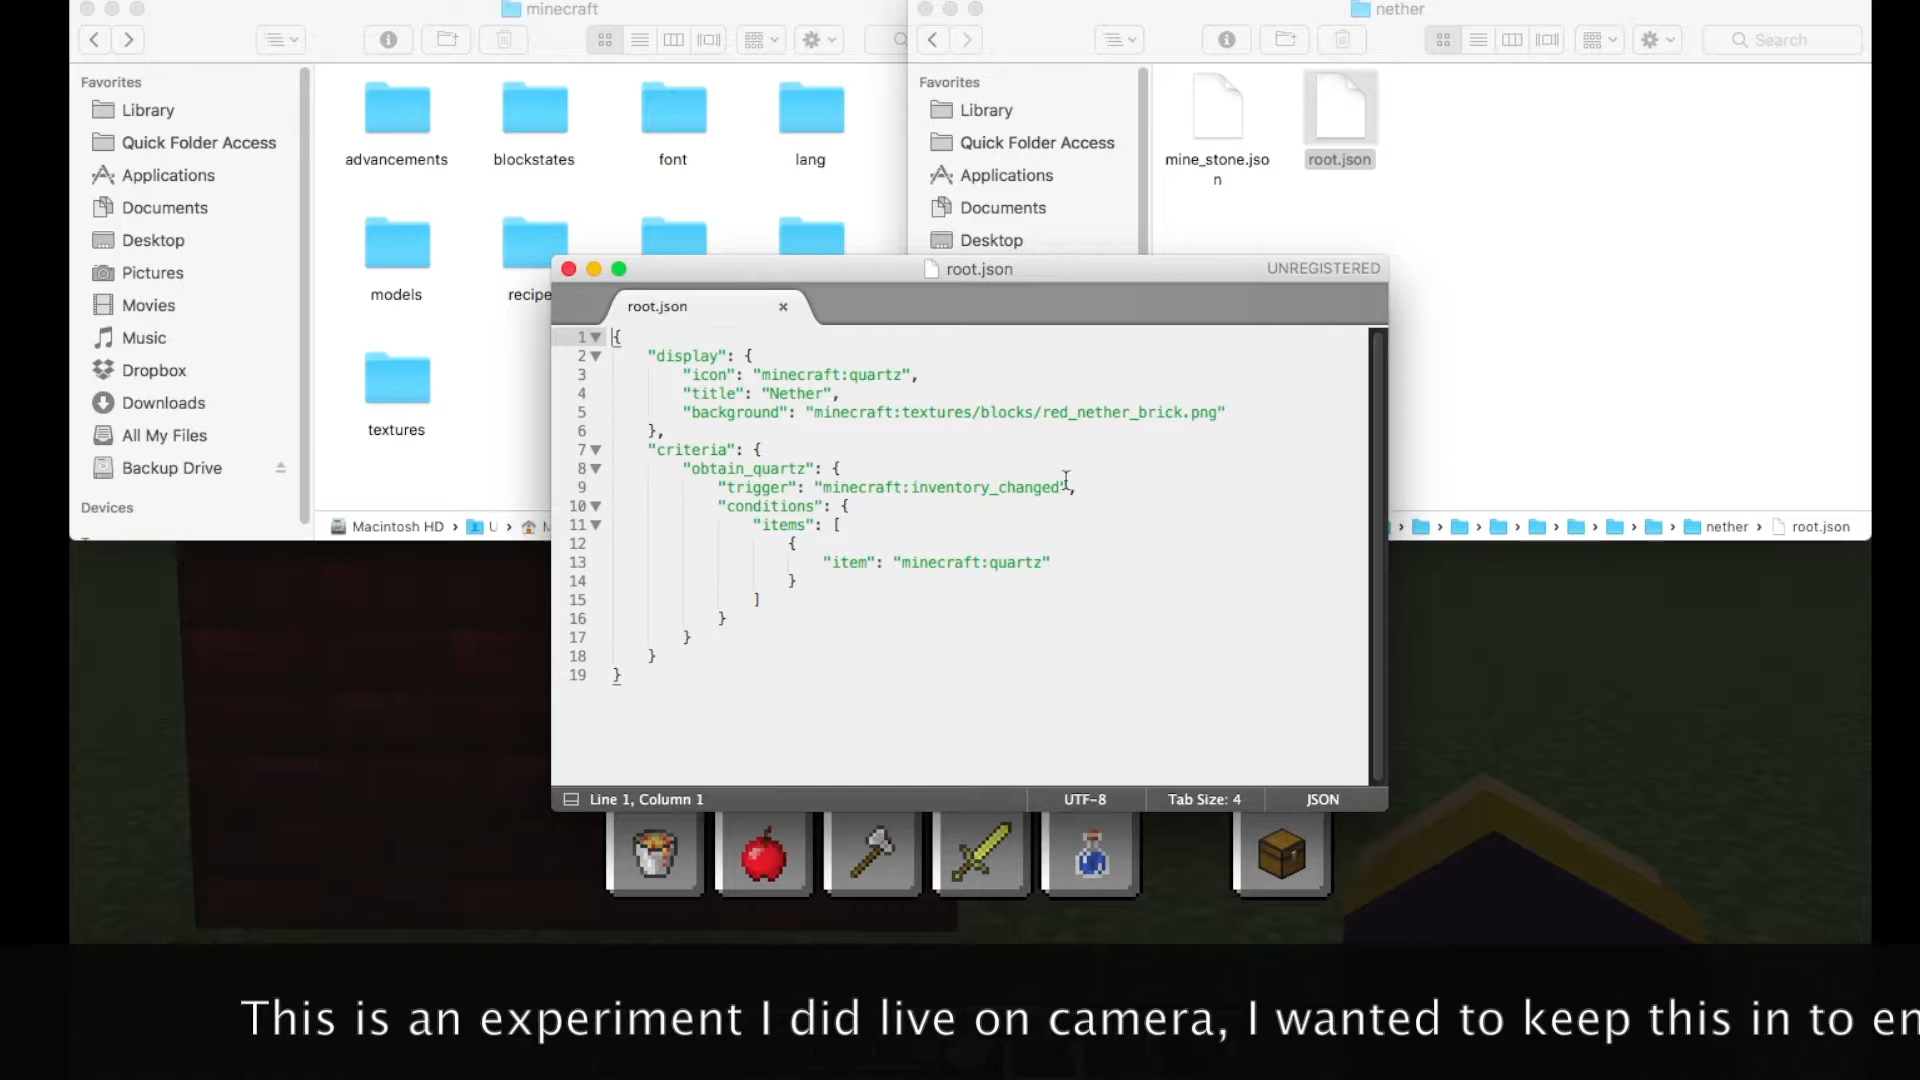 minecraft
Favorites
Library
Quick Folder Access
Applications
Documents
Desktop
Pictures
Movies
Music
Dropbox
Downloads
All My Files
Backup Drive
Devices
advancements
blockstates
font
lang
models
recipe
textures
Macintosh HD › U › M
nether
Search
Favorites
Library
Quick Folder Access
Applications
Documents
Desktop
mine_stone.jso
n
root.json
nether › root.json
root.json
UNREGISTERED
root.json
1 {
2 "display": {
3 "icon": "minecraft:quartz",
4 "title": "Nether",
5 "background": "minecraft:textures/blocks/red_nether_brick.png"
6 },
7 "criteria": {
8 "obtain_quartz": {
9 "trigger": "minecraft:inventory_changed",
10 "conditions": {
11 "items": [
12 {
13 "item": "minecraft:quartz"
14 }
15 ]
16 }
17 }
18 }
19 }
Line 1, Column 1
UTF-8
Tab Size: 4
JSON
This is an experiment I did live on camera, I wanted to keep this in to en